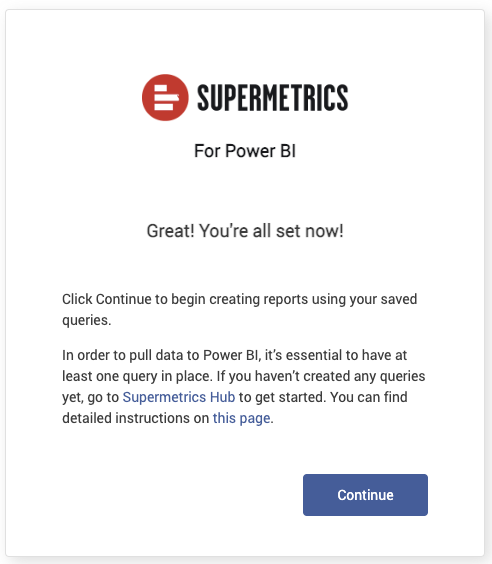 SUPERMETRICS
For Power BI
Great! You're all set now!
Click Continue to begin creating reports using your saved
queries.
In order to pull data to Power BI, it's essential to have at
least one query in place. If you haven't created any queries
yet, go to Supermetrics Hub to get started. You can find
detailed instructions on this page.
Continue